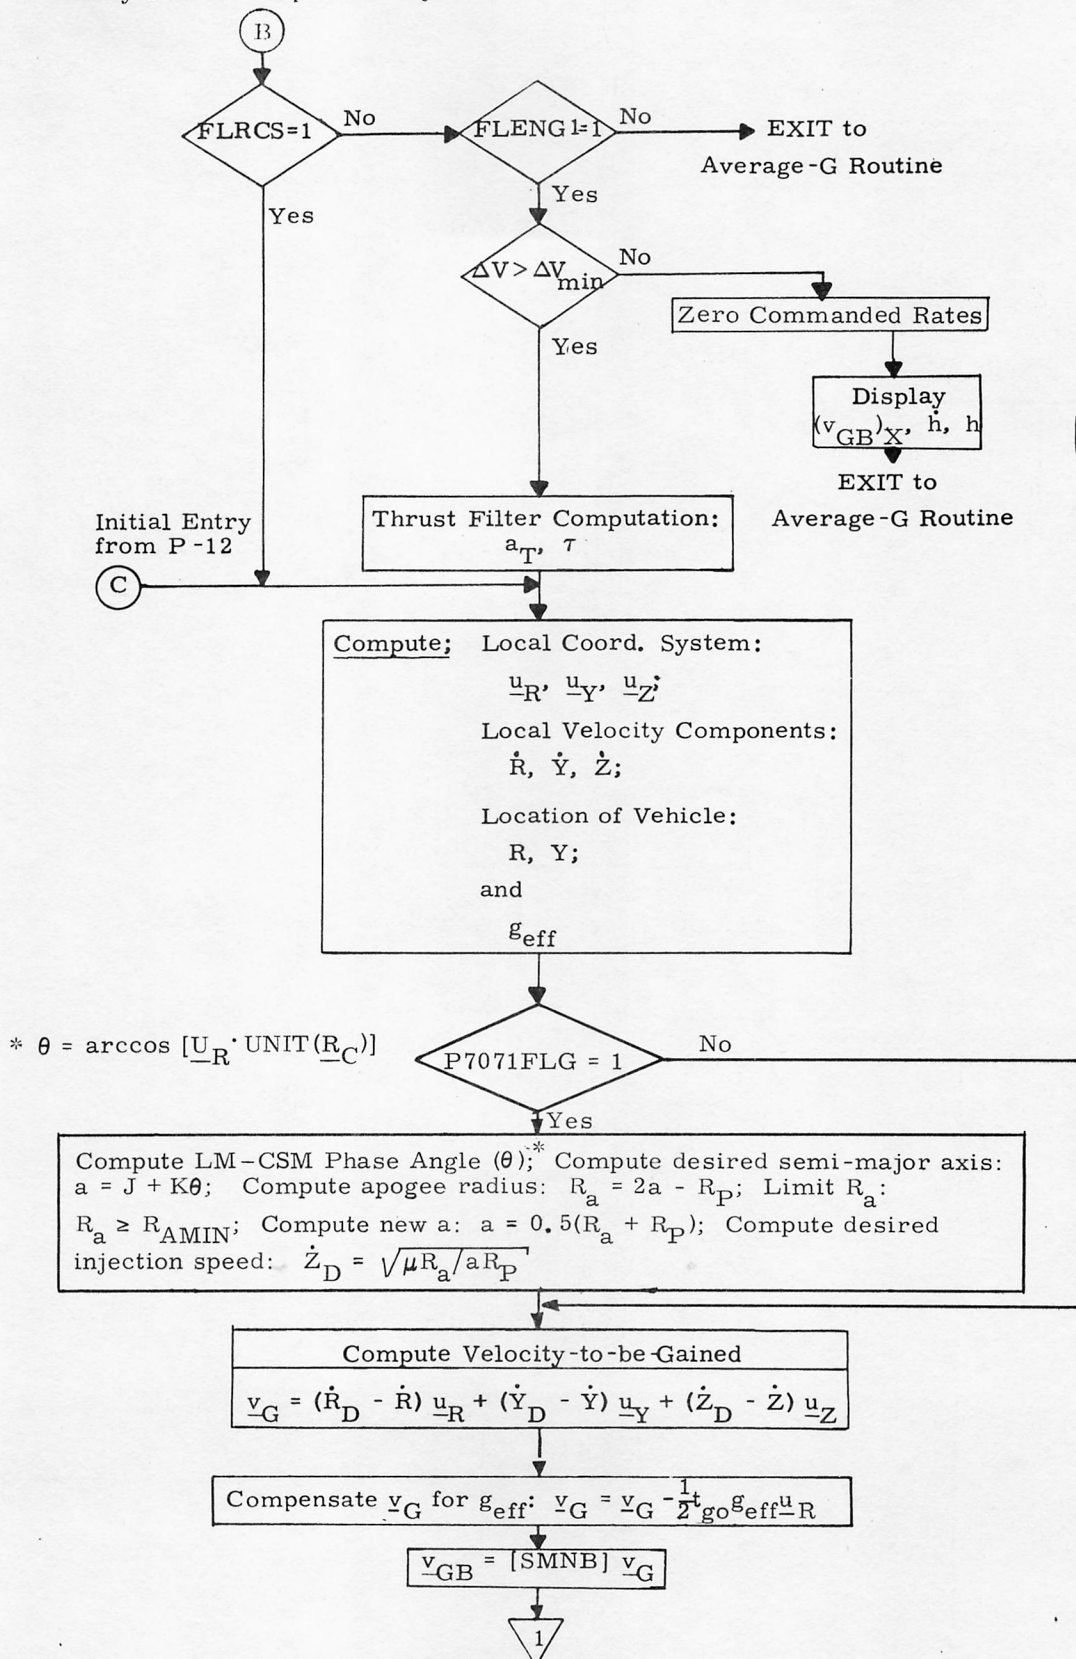 B
FLRCS=1
No
FLENG1=1
No
EXIT to
Average-G Routine
Yes
Yes
ΔV > ΔV_min
No
Zero Commanded Rates
Yes
Display
(v_GB)_X, ḣ, h
EXIT to
Average-G Routine
Initial Entry
from P-12
C
Thrust Filter Computation:
a_T, τ
Compute; Local Coord. System:
u_R, u_Y, u_Z;
Local Velocity Components:
Ṙ, Ẏ, Ż;
Location of Vehicle:
R, Y;
and
g_eff
* θ = arccos [U_R · UNIT(R_C)]
P7071FLG = 1
No
Yes
Compute LM-CSM Phase Angle (θ);* Compute desired semi-major axis:
a = J + Kθ; Compute apogee radius: R_a = 2a - R_P; Limit R_a:
R_a ≥ R_AMIN; Compute new a: a = 0.5(R_a + R_P); Compute desired
injection speed: Ż_D = √(μR_a/aR_P)
Compute Velocity-to-be-Gained
v_G = (Ṙ_D - Ṙ) u_R + (Ẏ_D - Ẏ) u_Y + (Ż_D - Ż) u_Z
Compensate v_G for g_eff: v_G = v_G - 1/2 t_go g_eff u_R
v_GB = [SMNB] v_G
1